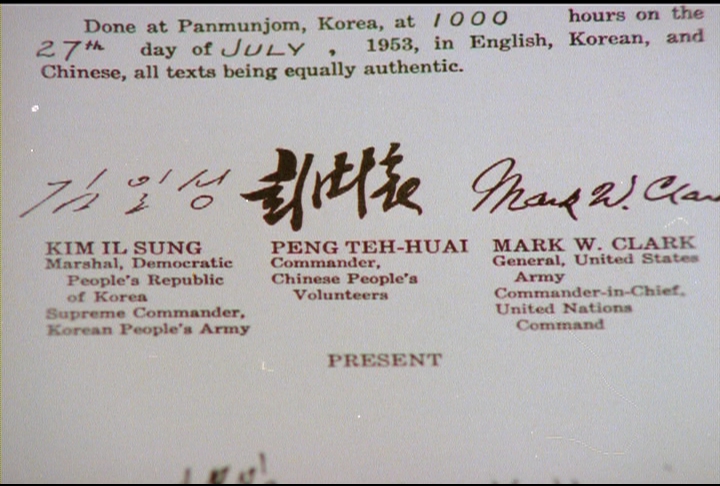 Done at Panmunjom, Korea, at 1000 hours on the
27th day of JULY, 1953, in English, Korean, and
Chinese, all texts being equally authentic.
김일성 彭德懷 Mark W. Clar
KIM IL SUNG
Marshal, Democratic
People's Republic
of Korea
Supreme Commander,
Korean People's Army
PENG TEH-HUAI
Commander,
Chinese People's
Volunteers
MARK W. CLARK
General, United States
Army
Commander-in-Chief,
United Nations
Command
PRESENT